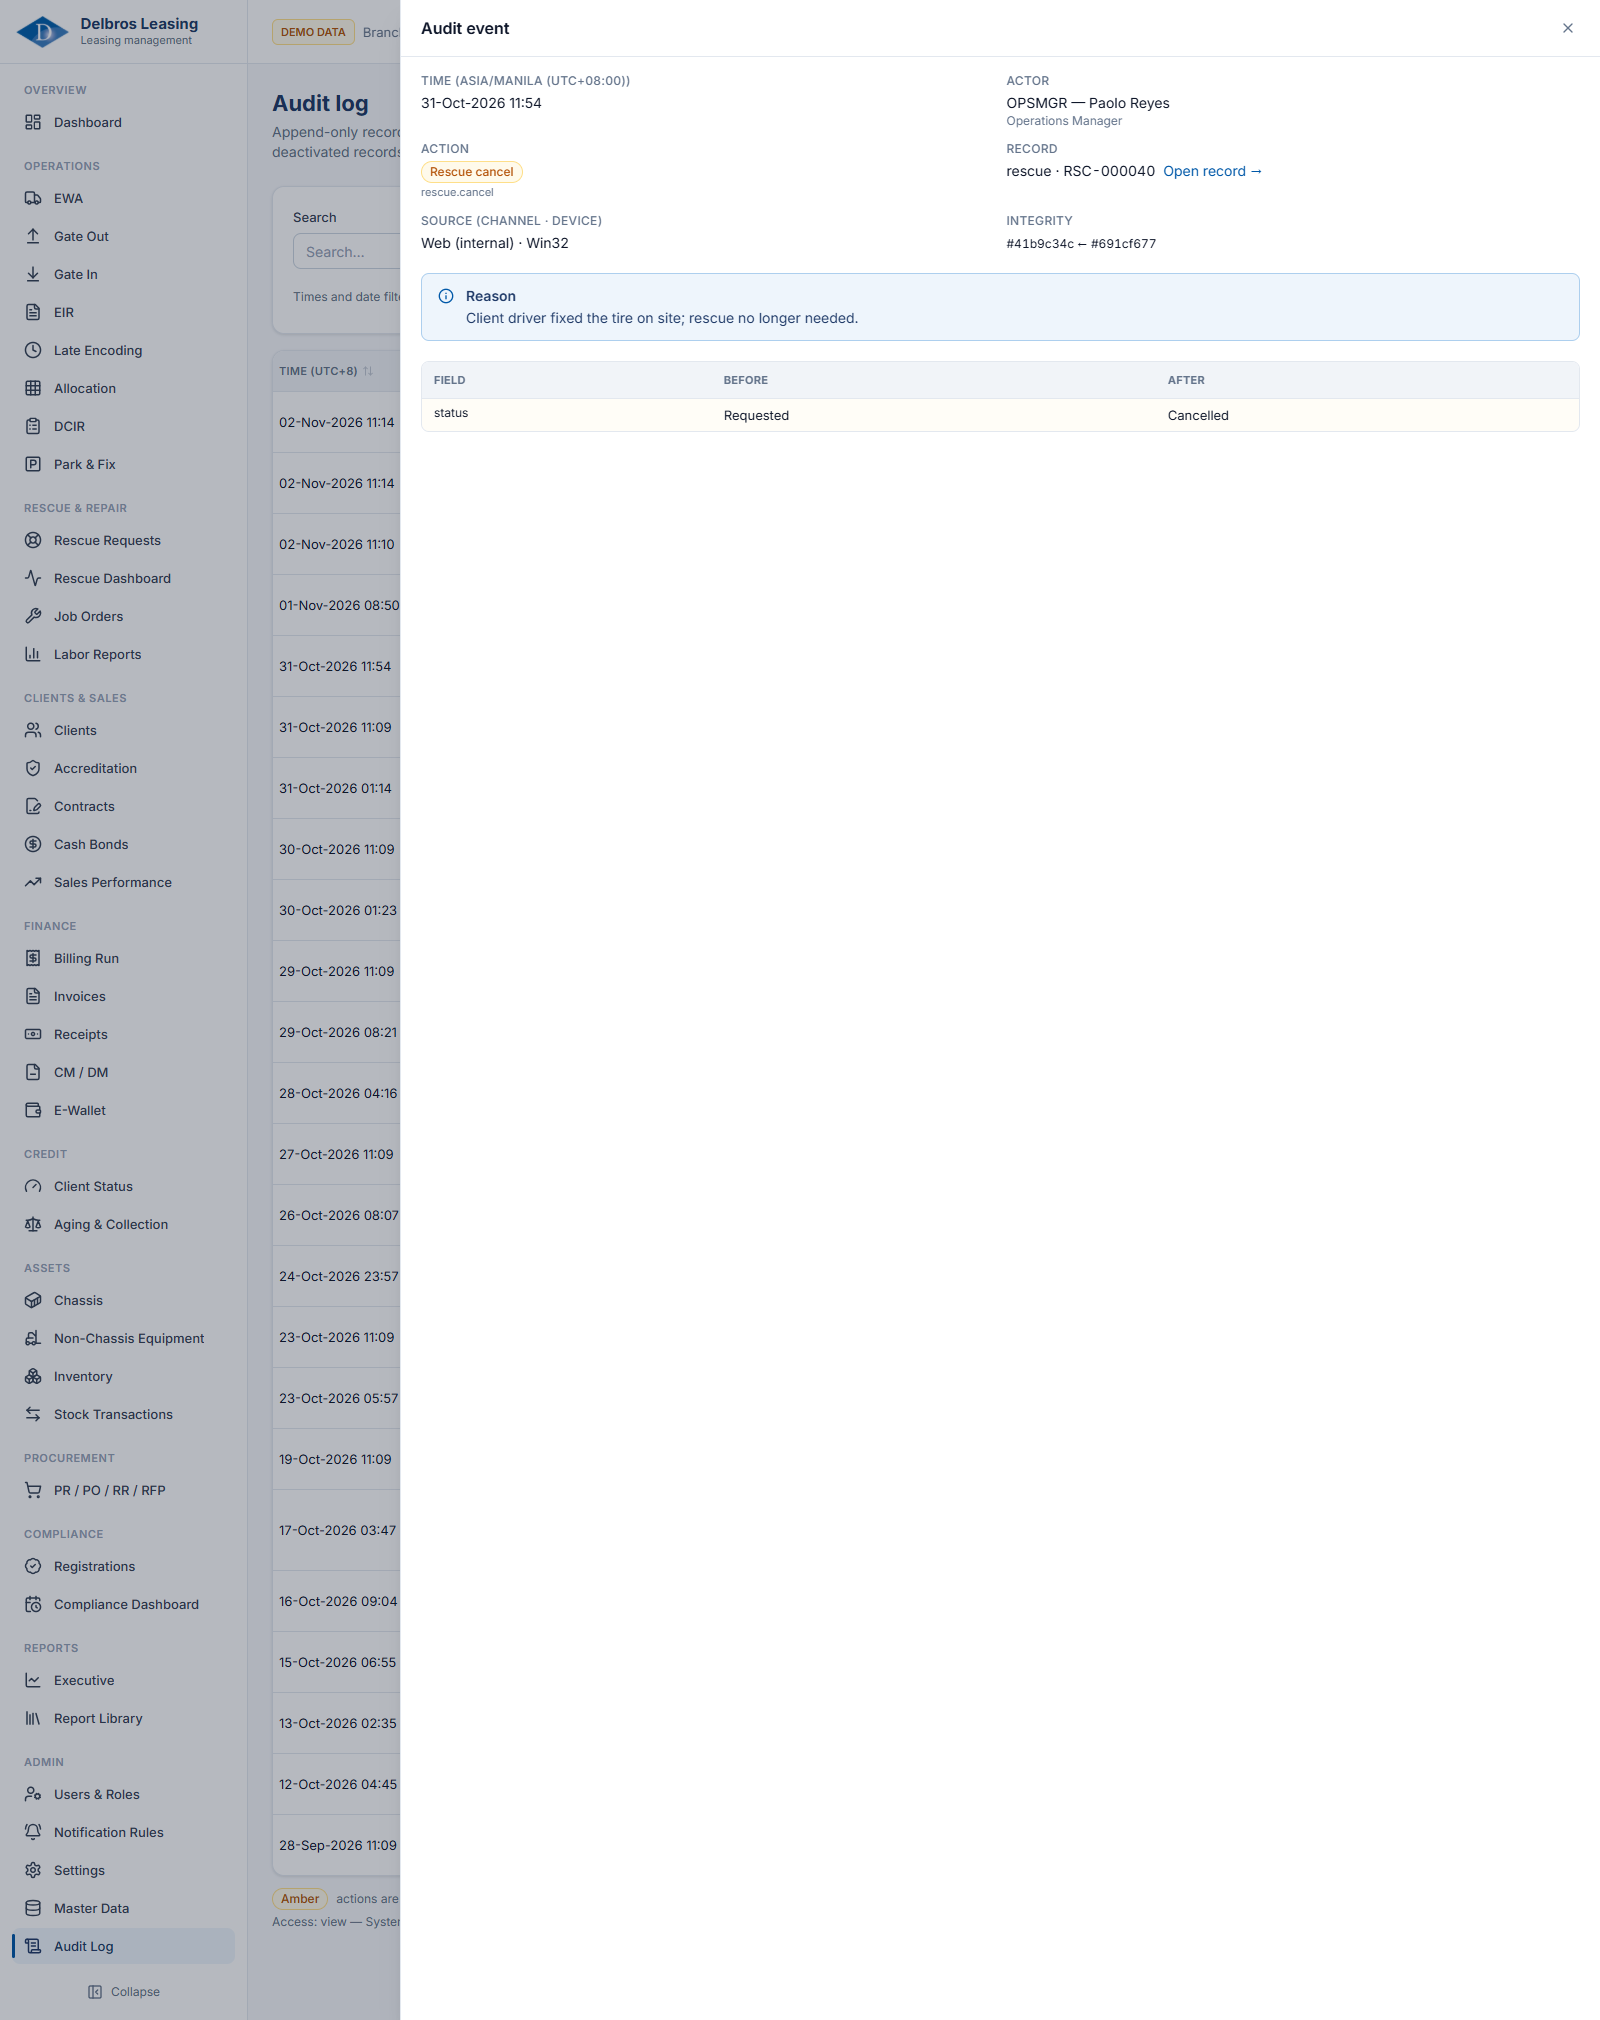 Delbros Leasing
Leasing management
OVERVIEW
Dashboard
OPERATIONS
EWA
Gate Out
Gate In
EIR
Late Encoding
Allocation
DCIR
Park & Fix
RESCUE & REPAIR
Rescue Requests
Rescue Dashboard
Job Orders
Labor Reports
CLIENTS & SALES
Clients
Accreditation
Contracts
Cash Bonds
Sales Performance
FINANCE
Billing Run
Invoices
Receipts
CM / DM
E-Wallet
CREDIT
Client Status
Aging & Collection
ASSETS
Chassis
Non-Chassis Equipment
Inventory
Stock Transactions
PROCUREMENT
PR / PO / RR / RFP
COMPLIANCE
Registrations
Compliance Dashboard
REPORTS
Executive
Report Library
ADMIN
Users & Roles
Notification Rules
Settings
Master Data
Audit Log
Collapse
DEMO DATA Branc
Audit log
Append-only recor
deactivated records
Search
Search...
Times and date filte
TIME (UTC+8)
02-Nov-2026 11:14
02-Nov-2026 11:14
02-Nov-2026 11:10
01-Nov-2026 08:50
31-Oct-2026 11:54
31-Oct-2026 11:09
31-Oct-2026 01:14
30-Oct-2026 11:09
30-Oct-2026 01:23
29-Oct-2026 11:09
29-Oct-2026 08:21
28-Oct-2026 04:16
27-Oct-2026 11:09
26-Oct-2026 08:07
24-Oct-2026 23:57
23-Oct-2026 11:09
23-Oct-2026 05:57
19-Oct-2026 11:09
17-Oct-2026 03:47
16-Oct-2026 09:04
15-Oct-2026 06:55
13-Oct-2026 02:35
12-Oct-2026 04:45
28-Sep-2026 11:09
Amber actions are
Access: view — System
Audit event
TIME (ASIA/MANILA (UTC+08:00))
31-Oct-2026 11:54
ACTOR
OPSMGR — Paolo Reyes
Operations Manager
ACTION
Rescue cancel
rescue.cancel
RECORD
rescue · RSC-000040 Open record →
SOURCE (CHANNEL · DEVICE)
Web (internal) · Win32
INTEGRITY
#41b9c34c ← #691cf677
Reason
Client driver fixed the tire on site; rescue no longer needed.
FIELD BEFORE AFTER
status Requested Cancelled